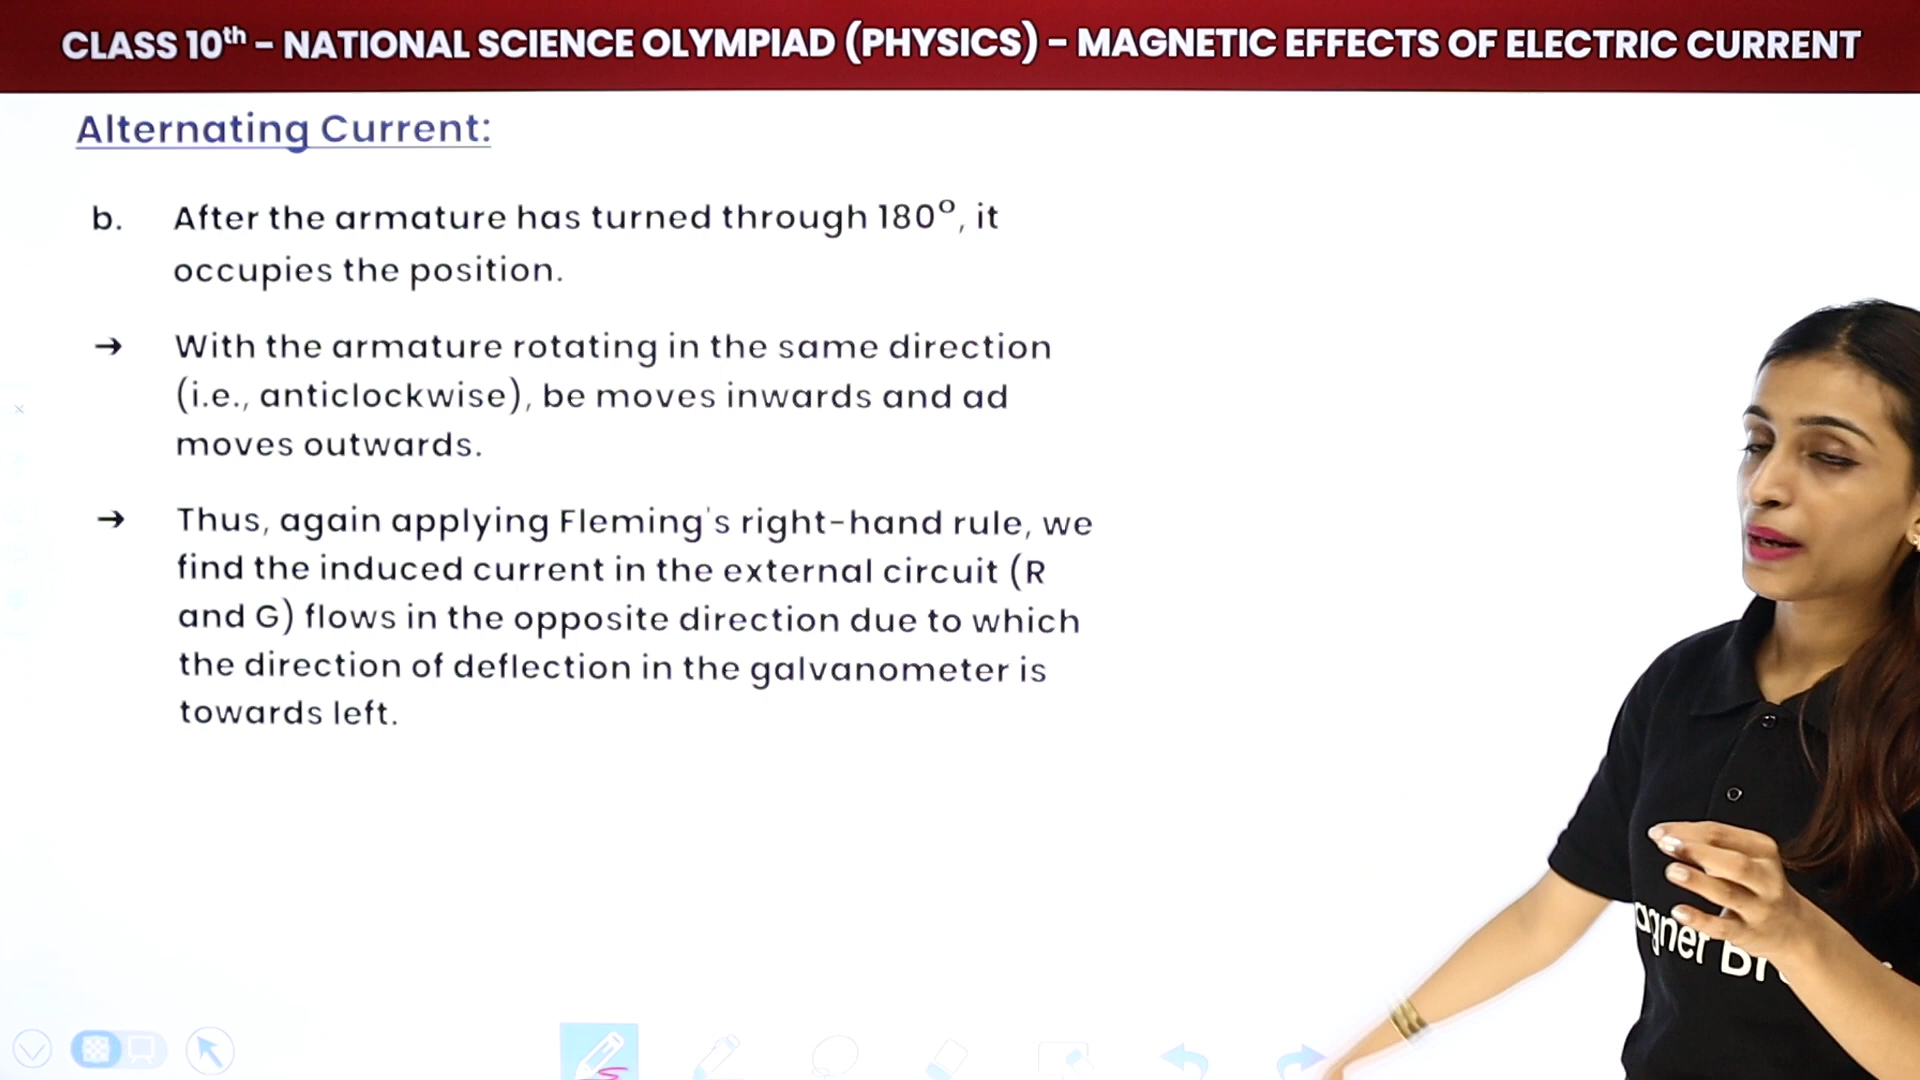 CLASS 10th – NATIONAL SCIENCE OLYMPIAD (PHYSICS) – MAGNETIC EFFECTS OF ELECTRIC CURRENT
Alternating Current:
b. After the armature has turned through 180°, it
occupies the position.
→ With the armature rotating in the same direction
(i.e., anticlockwise), be moves inwards and ad
moves outwards.
→ Thus, again applying Fleming's right-hand rule, we
find the induced current in the external circuit (R
and G) flows in the opposite direction due to which
the direction of deflection in the galvanometer is
towards left.